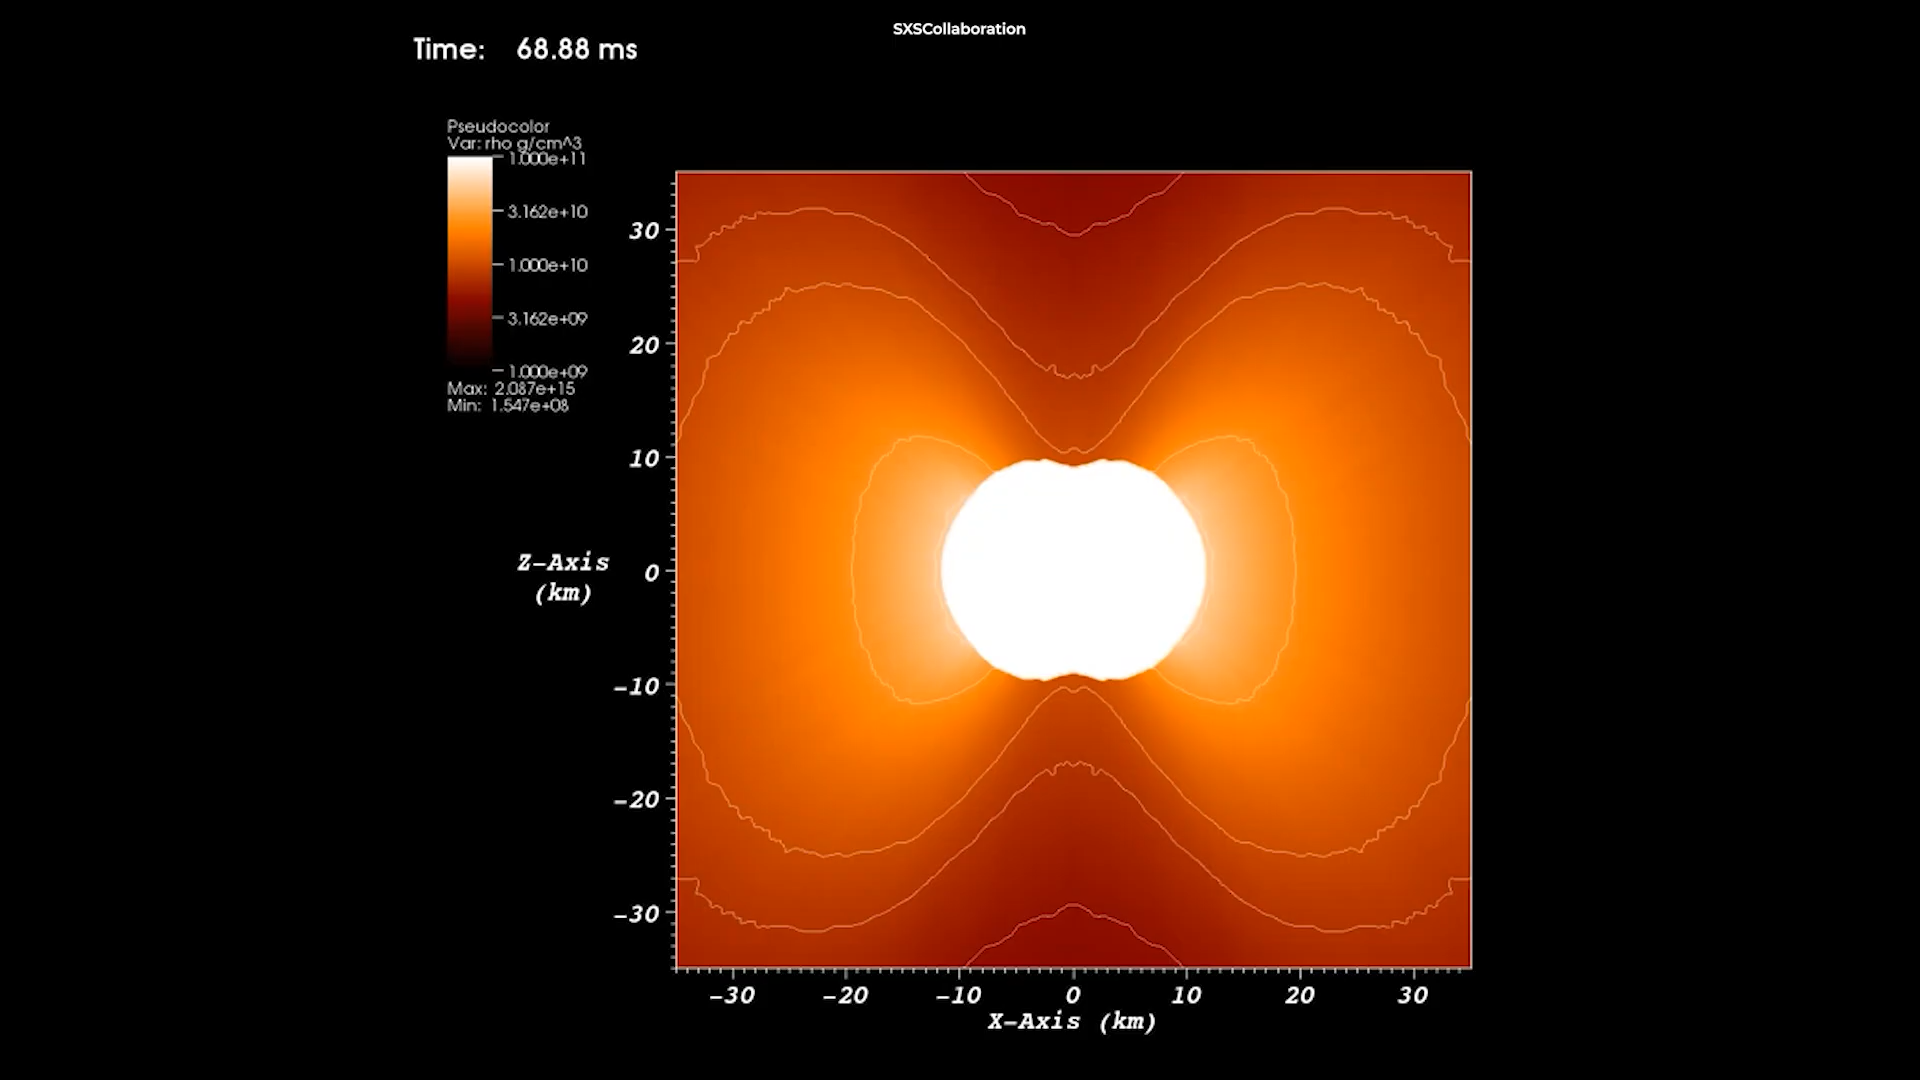 SXSCollaboration
Time: 68.88 ms
Pseudocolor
Var: rho g/cm^3
1.000e+11
3.162e+10
1.000e+10
3.162e+09
1.000e+09
Max: 2.087e+15
Min: 1.547e+08
30
20
10
Z-Axis
(km)
0
-10
-20
-30
-30 -20 -10 0 10 20 30
X-Axis (km)